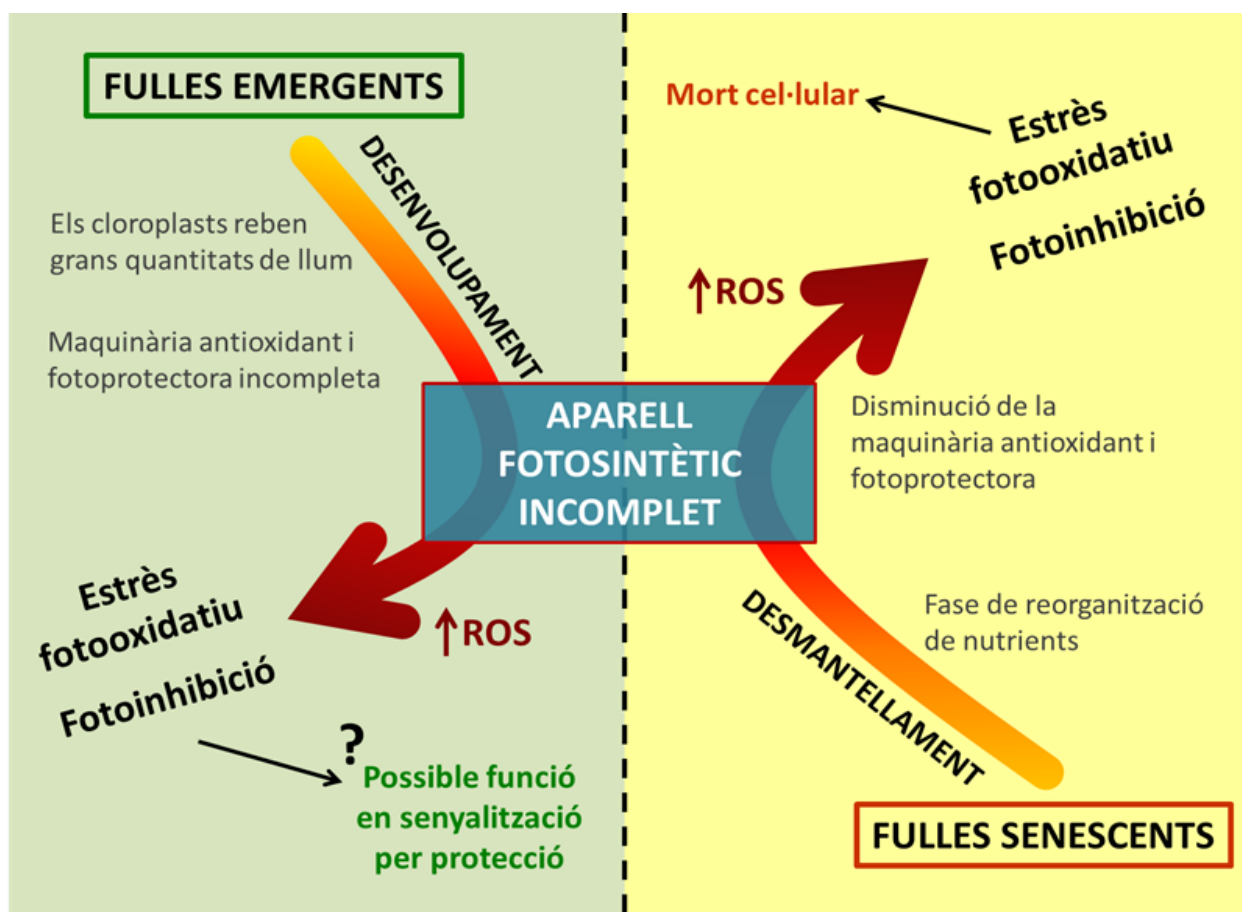 FULLES EMERGENTS
DESENVOLUPAMENT
Els cloroplasts reben
grans quantitats de llum
Maquinària antioxidant i
fotoprotectora incompleta
APARELL
FOTOSINTÈTIC
INCOMPLET
↑ROS
Estrès
fotooxidatiu
Fotoinhibició
?
Possible funció
en senyalització
per protecció
Mort cel·lular
Estrès
fotooxidatiu
Fotoinhibició
↑ROS
Disminució de la
maquinària antioxidant i
fotoprotectora
Fase de reorganització
de nutrients
DESMANTELLAMENT
FULLES SENESCENTS